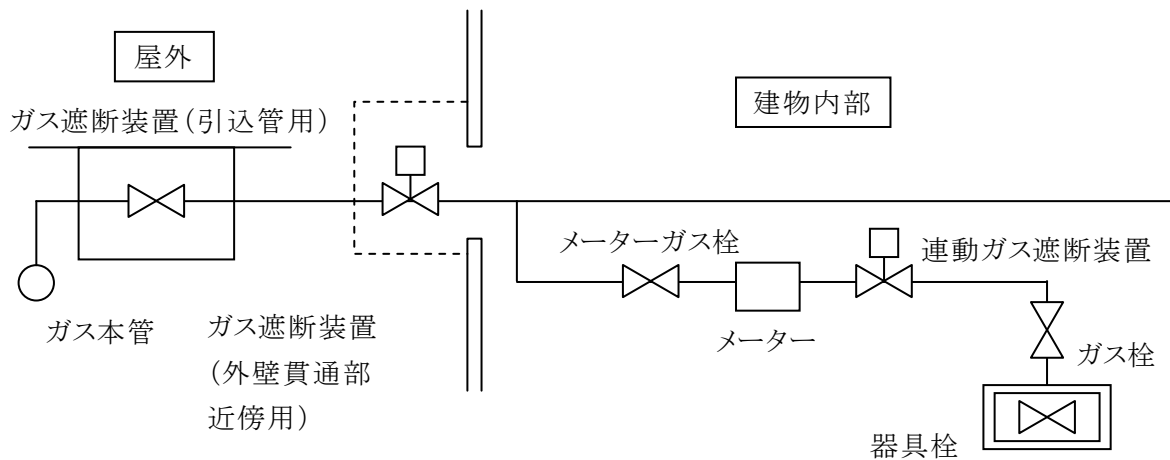 屋外
建物内部
ガス遮断装置(引込管用)
メーターガス栓
連動ガス遮断装置
ガス本管
ガス遮断装置
(外壁貫通部
近傍用)
メーター
ガス栓
器具栓